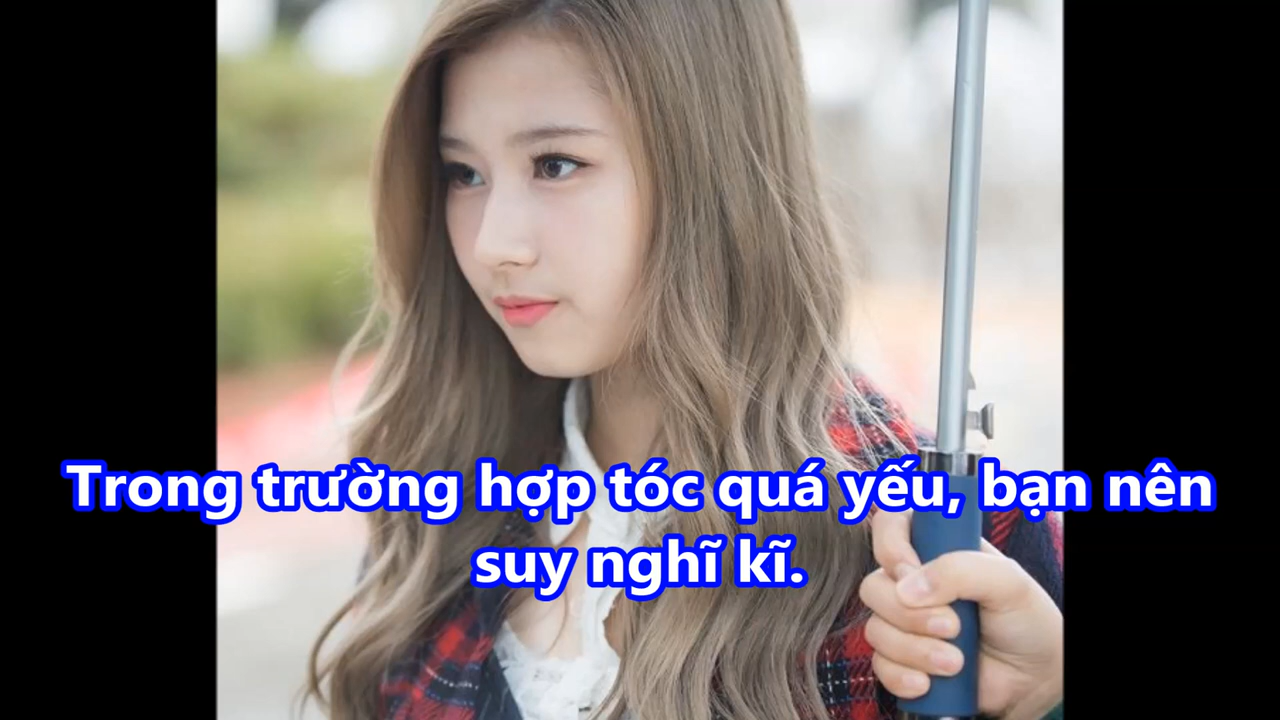 Trong trường hợp tóc quá yếu, bạn nên
suy nghĩ kĩ.